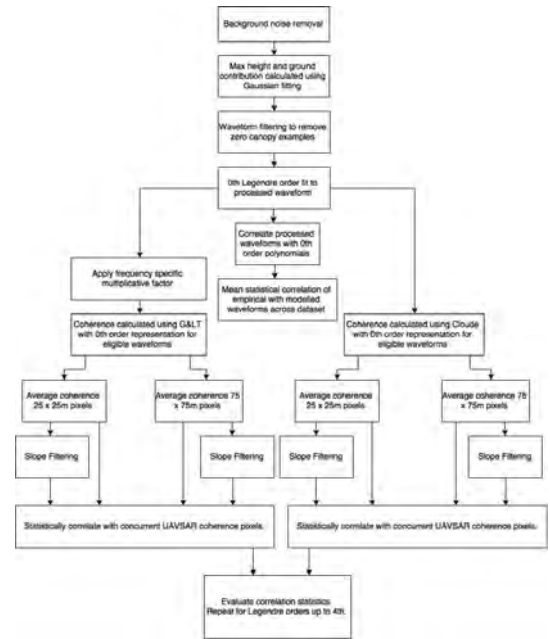 Background noise removal
Max height and ground
contribution calculated using
Gaussian fitting
Waveform filtering to remove
zero canopy examples
0th Legendre order fit to
processed waveform
Correlate processed
waveforms with 0th
order polynomials
Apply frequency specific
multiplicative factor
Mean statistical correlation of
empirical with modelled
waveforms across dataset
Coherence calculated using G&LT
with 0th order representation for
eligible waveforms
Coherence calculated using Cloude
with 0th order representation for
eligible waveforms
Average coherence
25 x 25m pixels
Average coherence 75
x 75m pixels
Average coherence
25 x 25m pixels
Average coherence 75
x 75m pixels
Slope Filtering
Slope Filtering
Slope Filtering
Slope Filtering
Statistically correlate with concurrent UAVSAR coherence pixels.
Statistically correlate with concurrent UAVSAR coherence pixels.
Evaluate correlation statistics
Repeat for Legendre orders up to 4th.